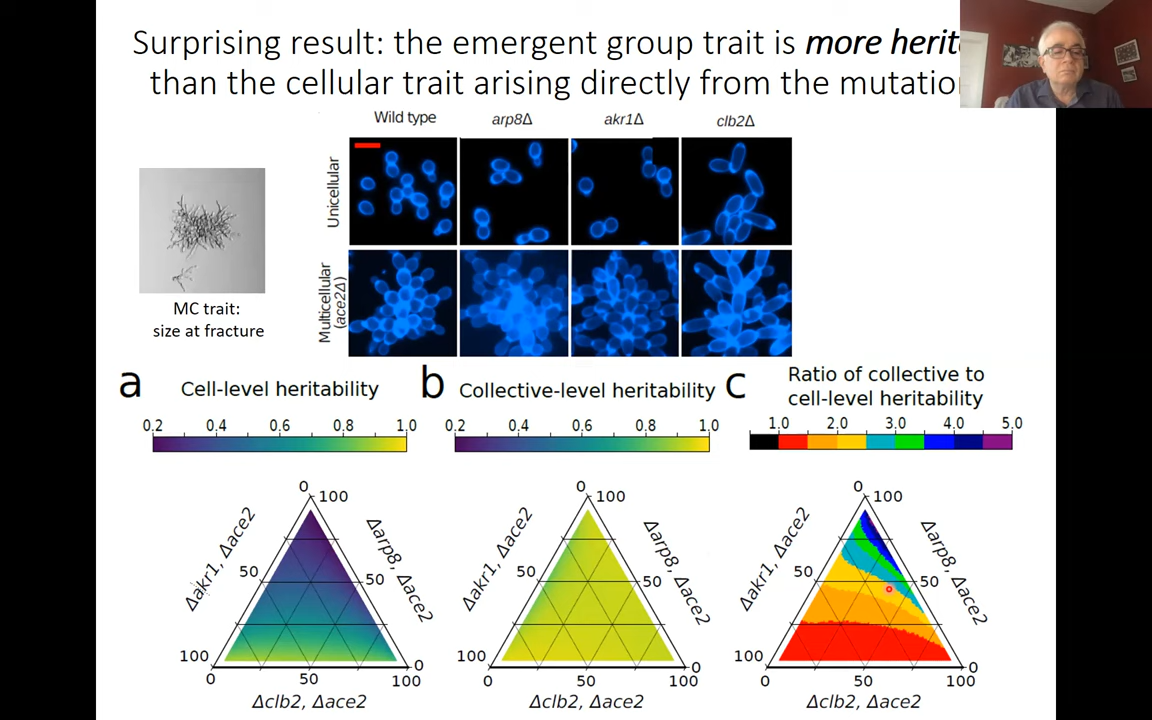 Surprising result: the emergent group trait is more herit
than the cellular trait arising directly from the mutation
Wild type
arp8Δ
akr1Δ
clb2Δ
Unicellular
Multicellular
(ace2Δ)
MC trait:
size at fracture
a
Cell-level heritability
0.2 0.4 0.6 0.8 1.0
b
Collective-level heritability
0.2 0.4 0.6 0.8 1.0
c
Ratio of collective to
cell-level heritability
1.0 2.0 3.0 4.0 5.0
0
100
Δakr1, Δace2
Δarp8, Δace2
50
50
100
0
0 50 100
Δclb2, Δace2
0
100
Δakr1, Δace2
Δarp8, Δace2
50
50
100
0
0 50 100
Δclb2, Δace2
0
100
Δakr1, Δace2
Δarp8, Δace2
50
50
100
0
0 50 100
Δclb2, Δace2